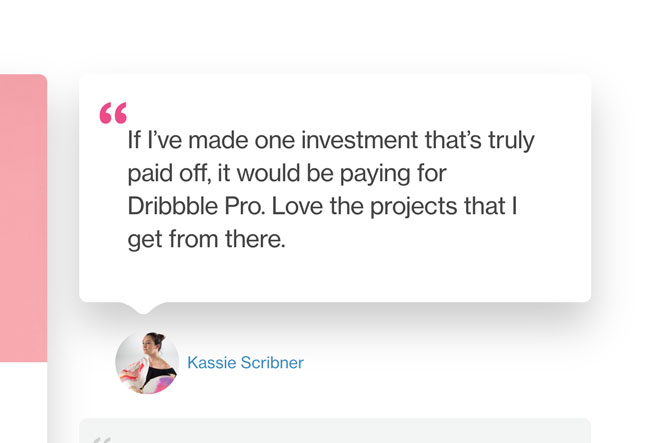 “
If I’ve made one investment that’s truly
paid off, it would be paying for
Dribbble Pro. Love the projects that I
get from there.
Kassie Scribner
“